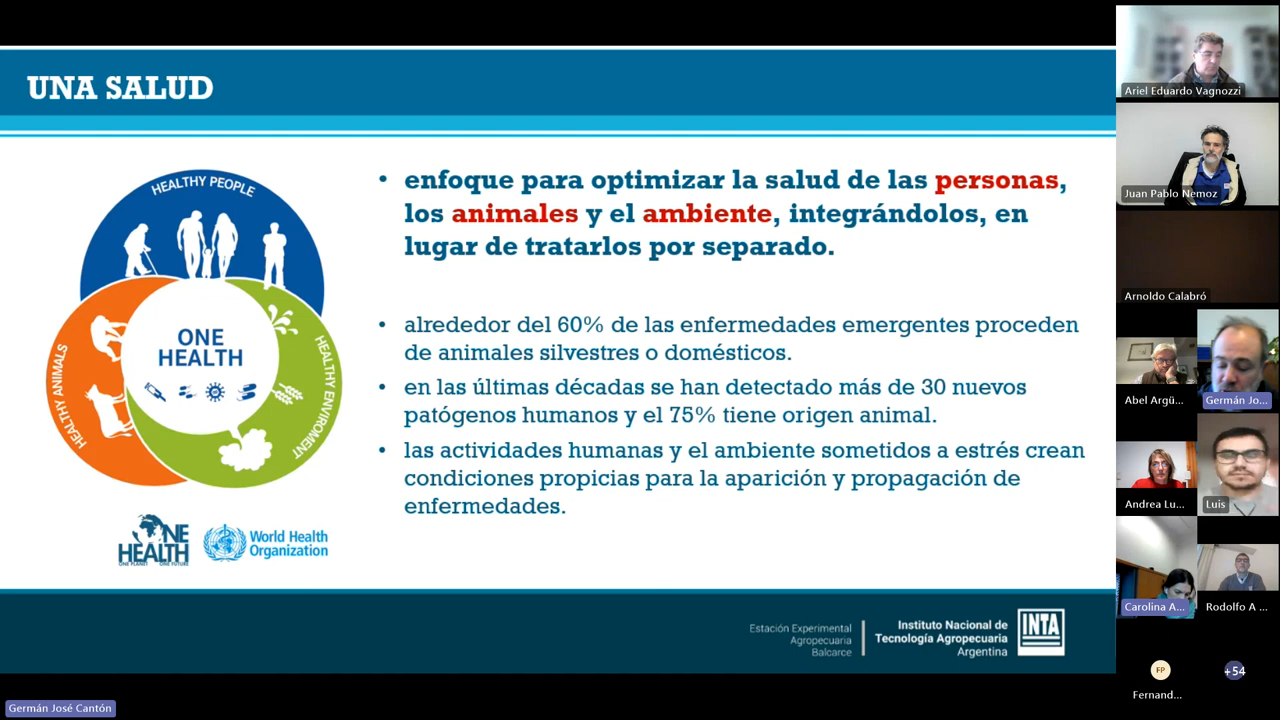 UNA SALUD
HEALTHY PEOPLE
HEALTHY ANIMALS
HEALTHY ENVIROMENT
ONE
HEALTH
ONE
HEALTH
ONE PLANET ONE FUTURE
World Health
Organization
• enfoque para optimizar la salud de las personas,
los animales y el ambiente, integrándolos, en
lugar de tratarlos por separado.
• alrededor del 60% de las enfermedades emergentes proceden
de animales silvestres o domésticos.
• en las últimas décadas se han detectado más de 30 nuevos
patógenos humanos y el 75% tiene origen animal.
• las actividades humanas y el ambiente sometidos a estrés crean
condiciones propicias para la aparición y propagación de
enfermedades.
Estación Experimental
Agropecuaria
Balcarce
Instituto Nacional de
Tecnología Agropecuaria
Argentina
INTA
Germán José Cantón
Ariel Eduardo Vagnozzi
Juan Pablo Nemoz
Arnoldo Calabró
Abel Argü...
Germán Jo...
Andrea Lu...
Luis
Carolina A...
Rodolfo A ...
FP
Fernand...
+54